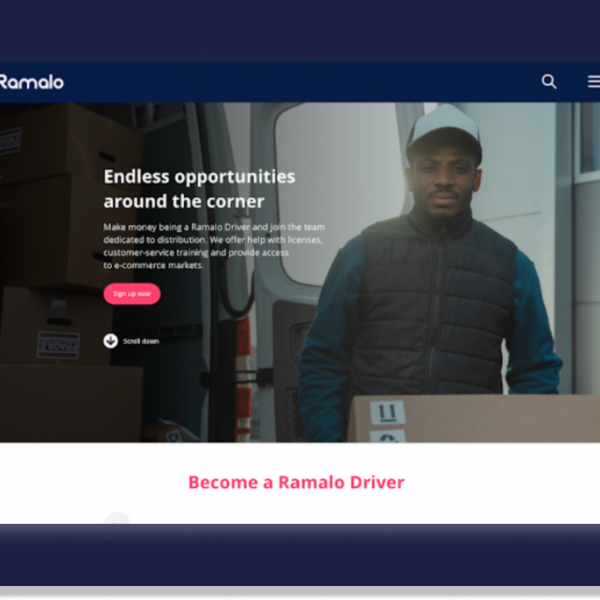 Ramalo
Endless opportunities
around the corner
Make money being a Ramalo Driver and join the team
dedicated to distribution. We offer help with licenses,
customer-service training and provide access
to e-commerce markets.
Sign up now
Scroll down
Become a Ramalo Driver